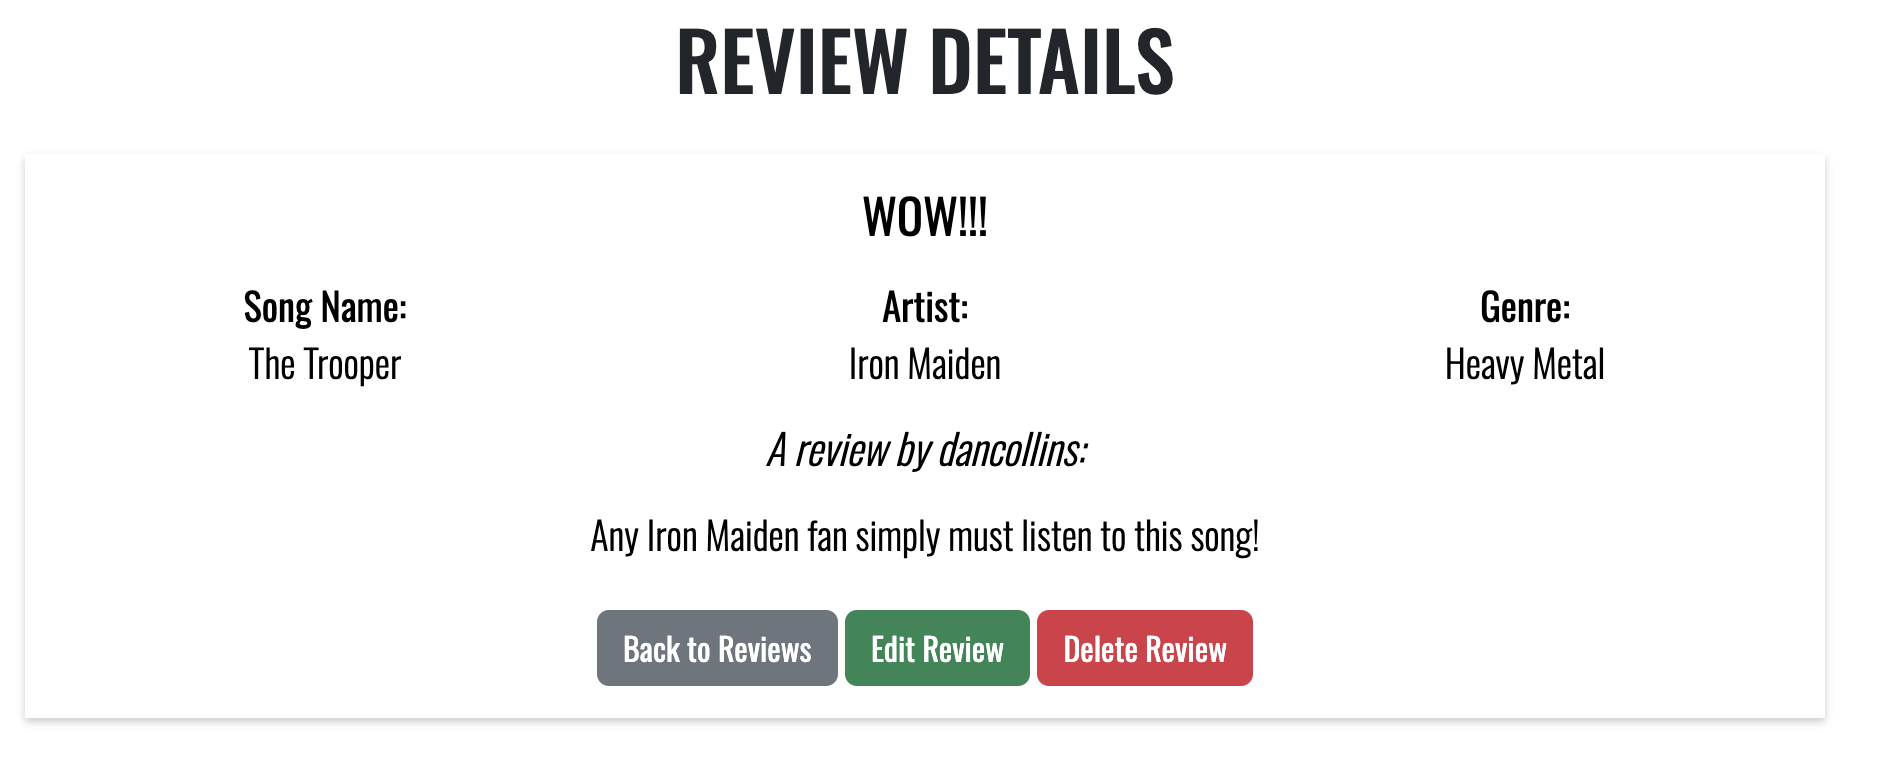 REVIEW DETAILS
WOW!!!
Song Name: Artist: Genre:
The Trooper Iron Maiden Heavy Metal
A review by dancollins:
Any Iron Maiden fan simply must listen to this song!
Back to Reviews Edit Review Delete Review